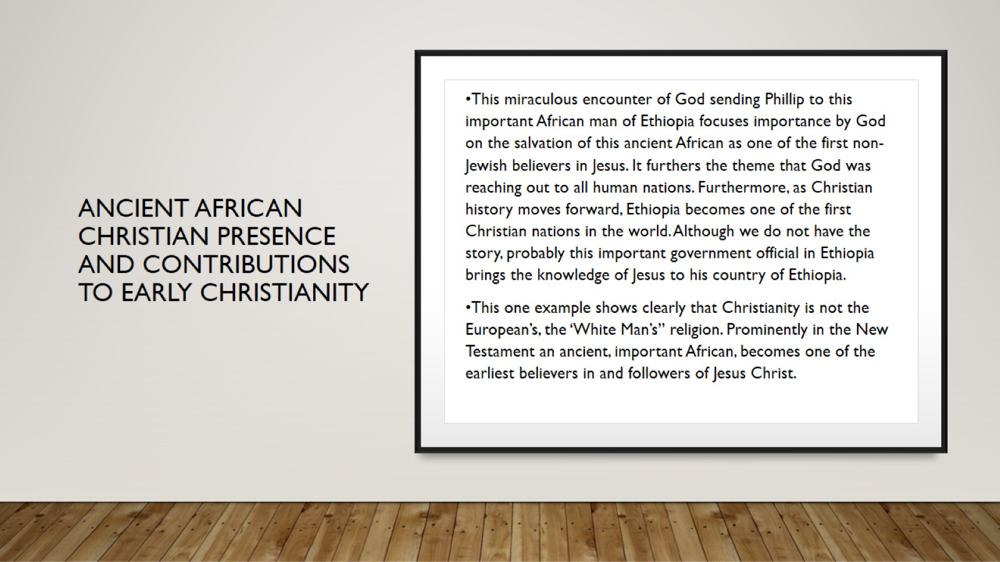 ANCIENT AFRICAN
CHRISTIAN PRESENCE
AND CONTRIBUTIONS
TO EARLY CHRISTIANITY
•This miraculous encounter of God sending Phillip to this
important African man of Ethiopia focuses importance by God
on the salvation of this ancient African as one of the first non-
Jewish believers in Jesus. It furthers the theme that God was
reaching out to all human nations. Furthermore, as Christian
history moves forward, Ethiopia becomes one of the first
Christian nations in the world. Although we do not have the
story, probably this important government official in Ethiopia
brings the knowledge of Jesus to his country of Ethiopia.
•This one example shows clearly that Christianity is not the
European’s, the ‘White Man’s” religion. Prominently in the New
Testament an ancient, important African, becomes one of the
earliest believers in and followers of Jesus Christ.